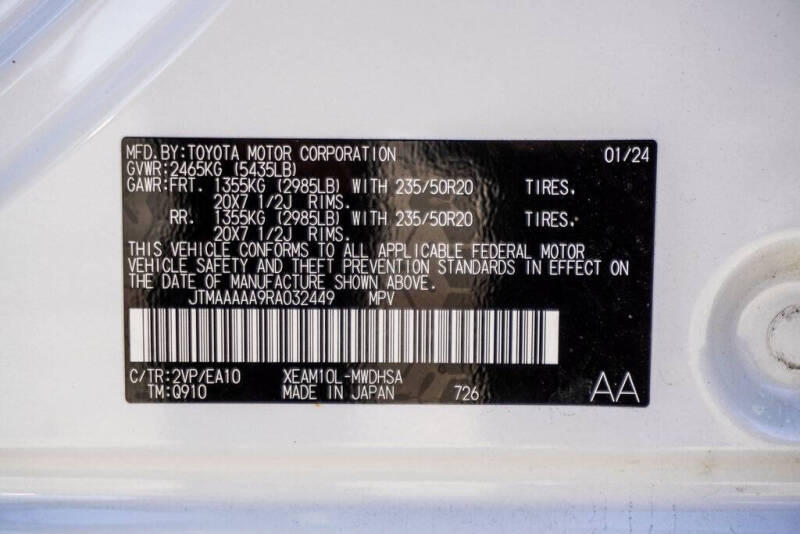 MFD.BY:TOYOTA MOTOR CORPORATION 01/24
GVWR:2465KG (5435LB)
GAWR:FRT. 1355KG (2985LB) WITH 235/50R20 TIRES.
20X7 1/2J RIMS.
RR. 1355KG (2985LB) WITH 235/50R20 TIRES.
20X7 1/2J RIMS.
THIS VEHICLE CONFORMS TO ALL APPLICABLE FEDERAL MOTOR
VEHICLE SAFETY AND THEFT PREVENTION STANDARDS IN EFFECT ON
THE DATE OF MANUFACTURE SHOWN ABOVE.
JTMAAAAA9RA032449 MPV
C/TR:2VP/EA10 XEAM10L-MWDHSA
TM:Q910 MADE IN JAPAN 726 AA